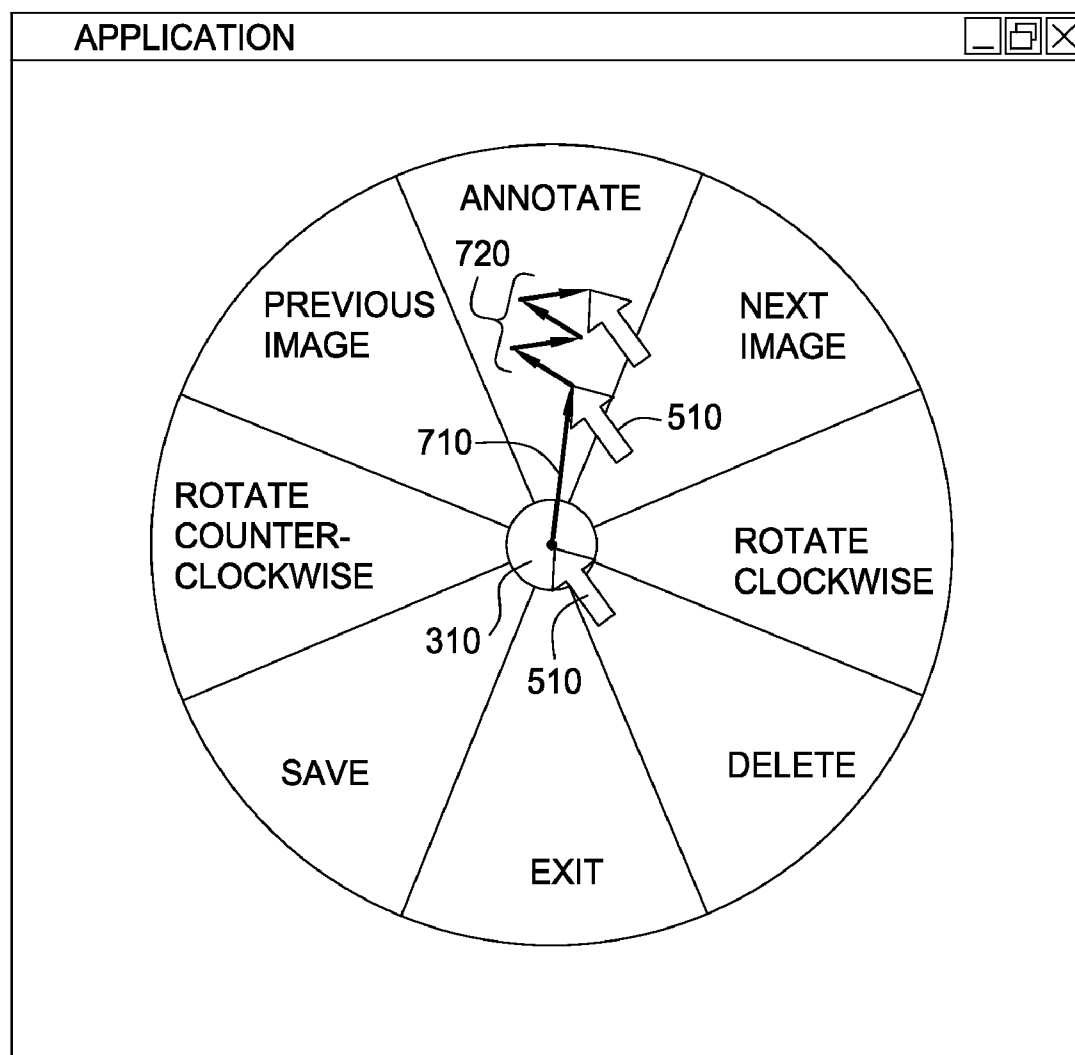 APPLICATION
ANNOTATE
720
PREVIOUS
IMAGE
NEXT
IMAGE
510
710
ROTATE
COUNTER-
CLOCKWISE
ROTATE
CLOCKWISE
310
510
SAVE
DELETE
EXIT